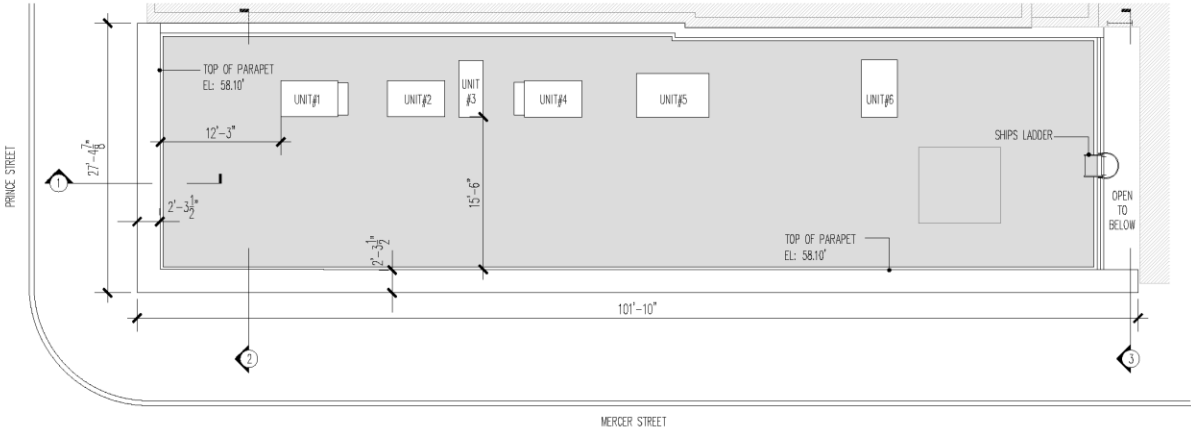 TOP OF PARAPET
EL: 58.10'
UNIT#1
UNIT#2
UNIT
#3
UNIT#4
UNIT#5
UNIT#6
12'-3"
SHIPS LADDER
27'-4 7/8"
PRINCE STREET
1
15'-6"
2'-3 1/2"
OPEN
TO
BELOW
2'-3 1/2"
TOP OF PARAPET
EL: 58.10'
101'-10"
2
3
MERCER STREET